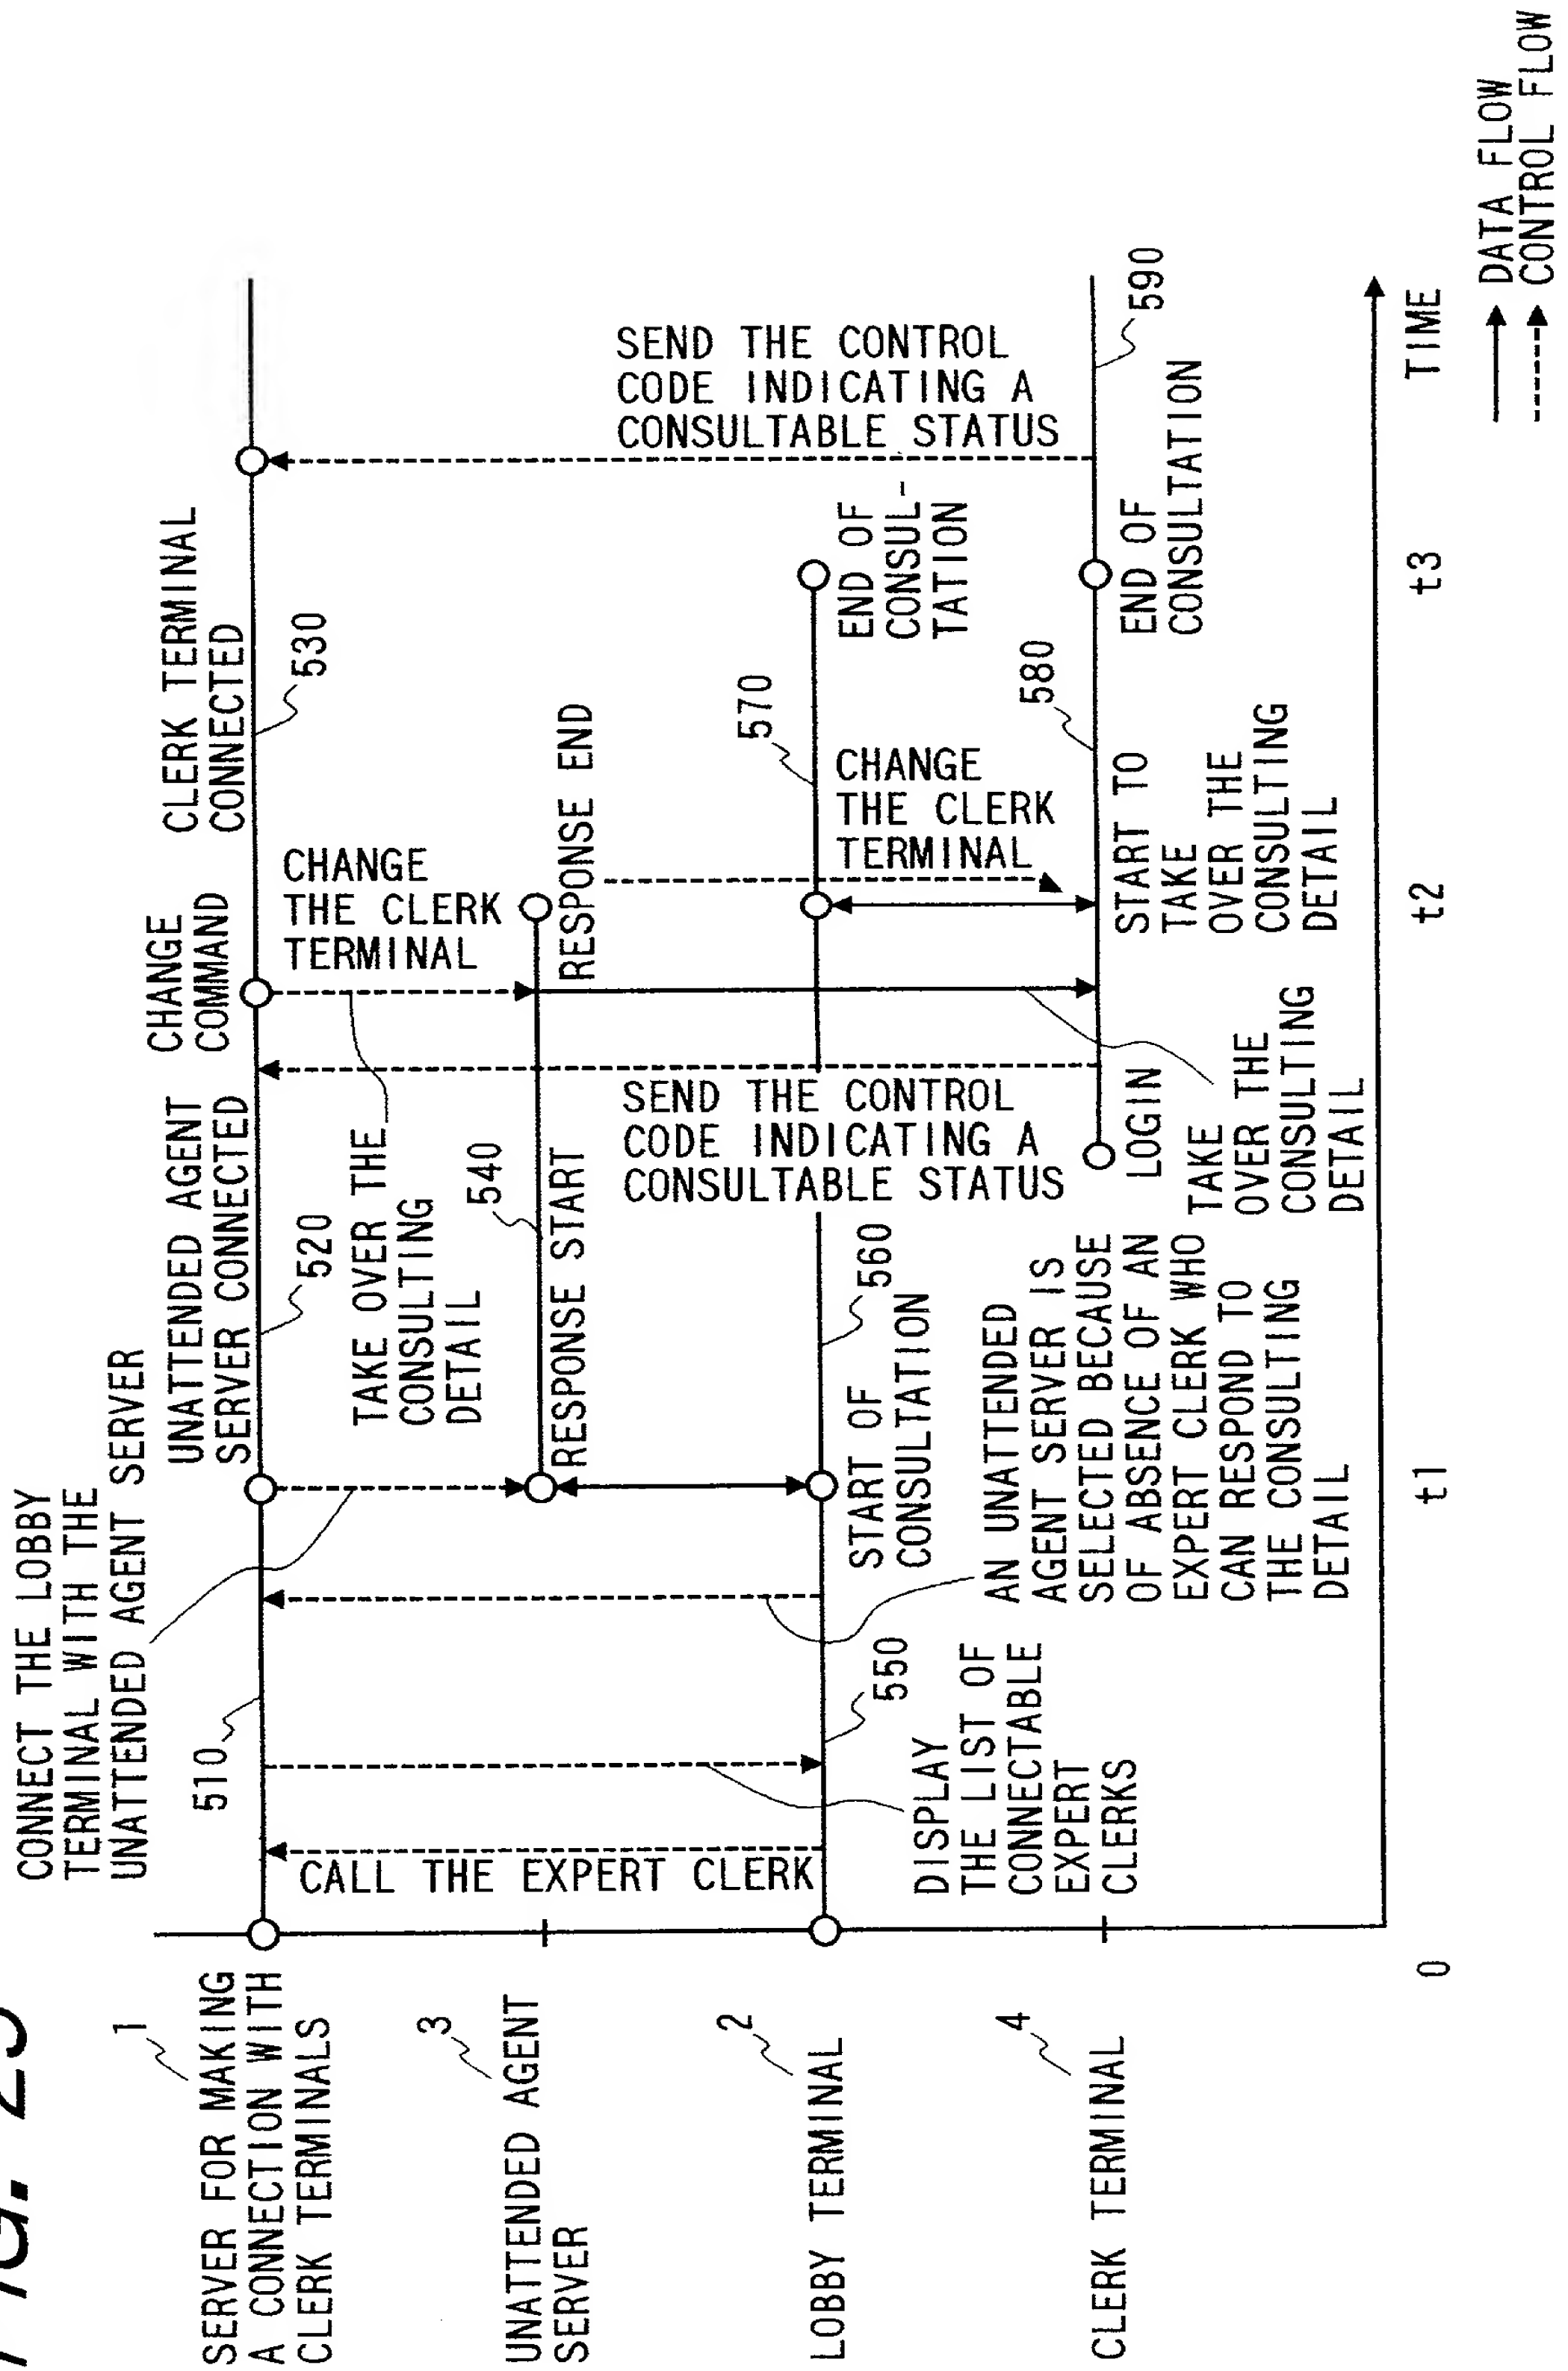 FIG. 25
1
SERVER FOR MAKING
A CONNECTION WITH
CLERK TERMINALS
3
UNATTENDED AGENT
SERVER
2
LOBBY TERMINAL
4
CLERK TERMINAL
CONNECT THE LOBBY
TERMINAL WITH THE
UNATTENDED AGENT SERVER
510
UNATTENDED AGENT
SERVER CONNECTED
520
CHANGE
COMMAND
CLERK TERMINAL
CONNECTED
530
CALL THE EXPERT CLERK
TAKE OVER THE
CONSULTING
DETAIL
CHANGE
THE CLERK
TERMINAL
540
RESPONSE START
RESPONSE END
SEND THE CONTROL
CODE INDICATING A
CONSULTABLE STATUS
SEND THE CONTROL
CODE INDICATING A
CONSULTABLE STATUS
550
DISPLAY
THE LIST OF
CONNECTABLE
EXPERT
CLERKS
START OF
CONSULTATION
560
570
CHANGE
THE CLERK
TERMINAL
END OF
CONSUL-
TATION
AN UNATTENDED
AGENT SERVER IS
SELECTED BECAUSE
OF ABSENCE OF AN
EXPERT CLERK WHO
CAN RESPOND TO
THE CONSULTING
DETAIL
LOGIN
TAKE
OVER THE
CONSULTING
DETAIL
580
START TO
TAKE
OVER THE
CONSULTING
DETAIL
END OF
CONSULTATION
590
0
t1
t2
t3
TIME
DATA FLOW
CONTROL FLOW